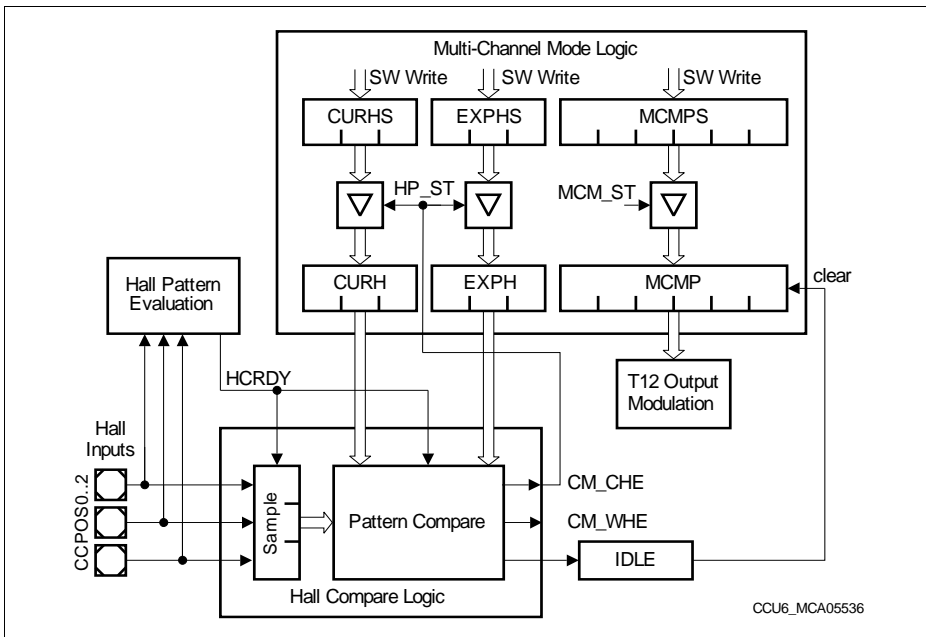 Multi-Channel Mode Logic
SW Write
SW Write
SW Write
CURHS
EXPHS
MCMPS
HP_ST
MCM_ST
Hall Pattern
Evaluation
CURH
EXPH
MCMP
clear
HCRDY
T12 Output
Modulation
Hall
Inputs
CCPOS0..2
Sample
Pattern Compare
CM_CHE
CM_WHE
IDLE
Hall Compare Logic
CCU6_MCA05536